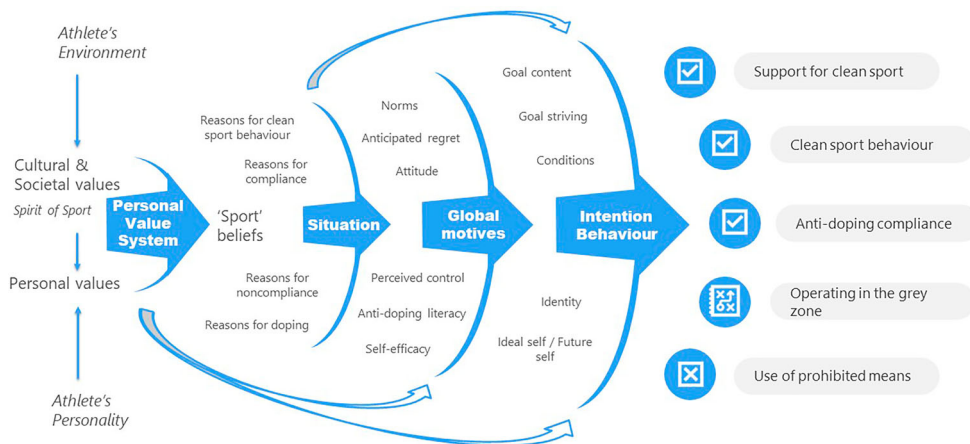 Athlete's
Environment
Cultural &
Societal values
Spirit of Sport
Personal values
Athlete's
Personality
Personal
Value
System
Reasons for clean
sport behaviour
Reasons for
compliance
'Sport'
beliefs
Reasons for
noncompliance
Reasons for doping
Situation
Norms
Anticipated regret
Attitude
Global
motives
Perceived control
Anti-doping literacy
Self-efficacy
Goal content
Goal striving
Conditions
Intention
Behaviour
Identity
Ideal self / Future
self
Support for clean sport
Clean sport behaviour
Anti-doping compliance
Operating in the grey
zone
Use of prohibited means